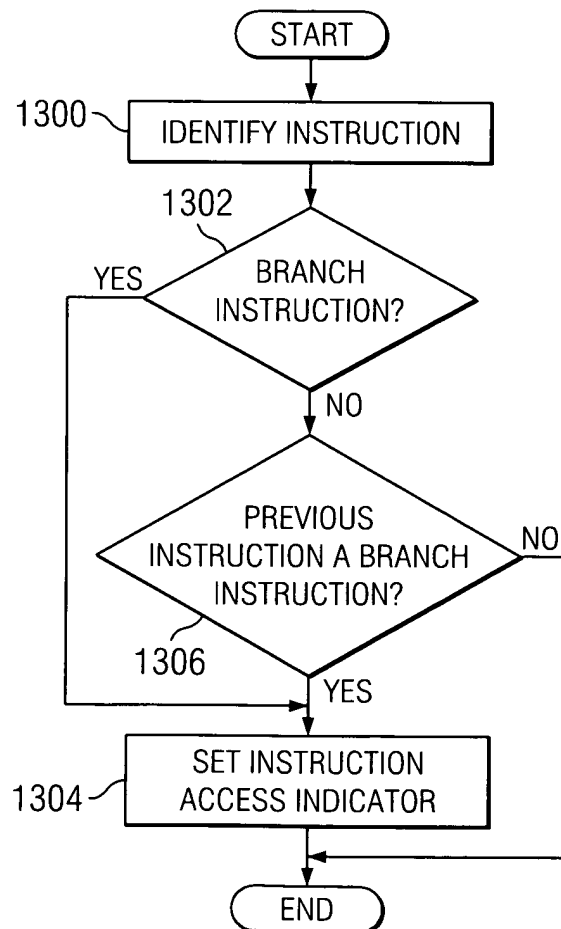 START
1300
IDENTIFY INSTRUCTION
1302
YES
BRANCH
INSTRUCTION?
NO
PREVIOUS
INSTRUCTION A BRANCH
INSTRUCTION?
NO
1306
YES
1304
SET INSTRUCTION
ACCESS INDICATOR
END